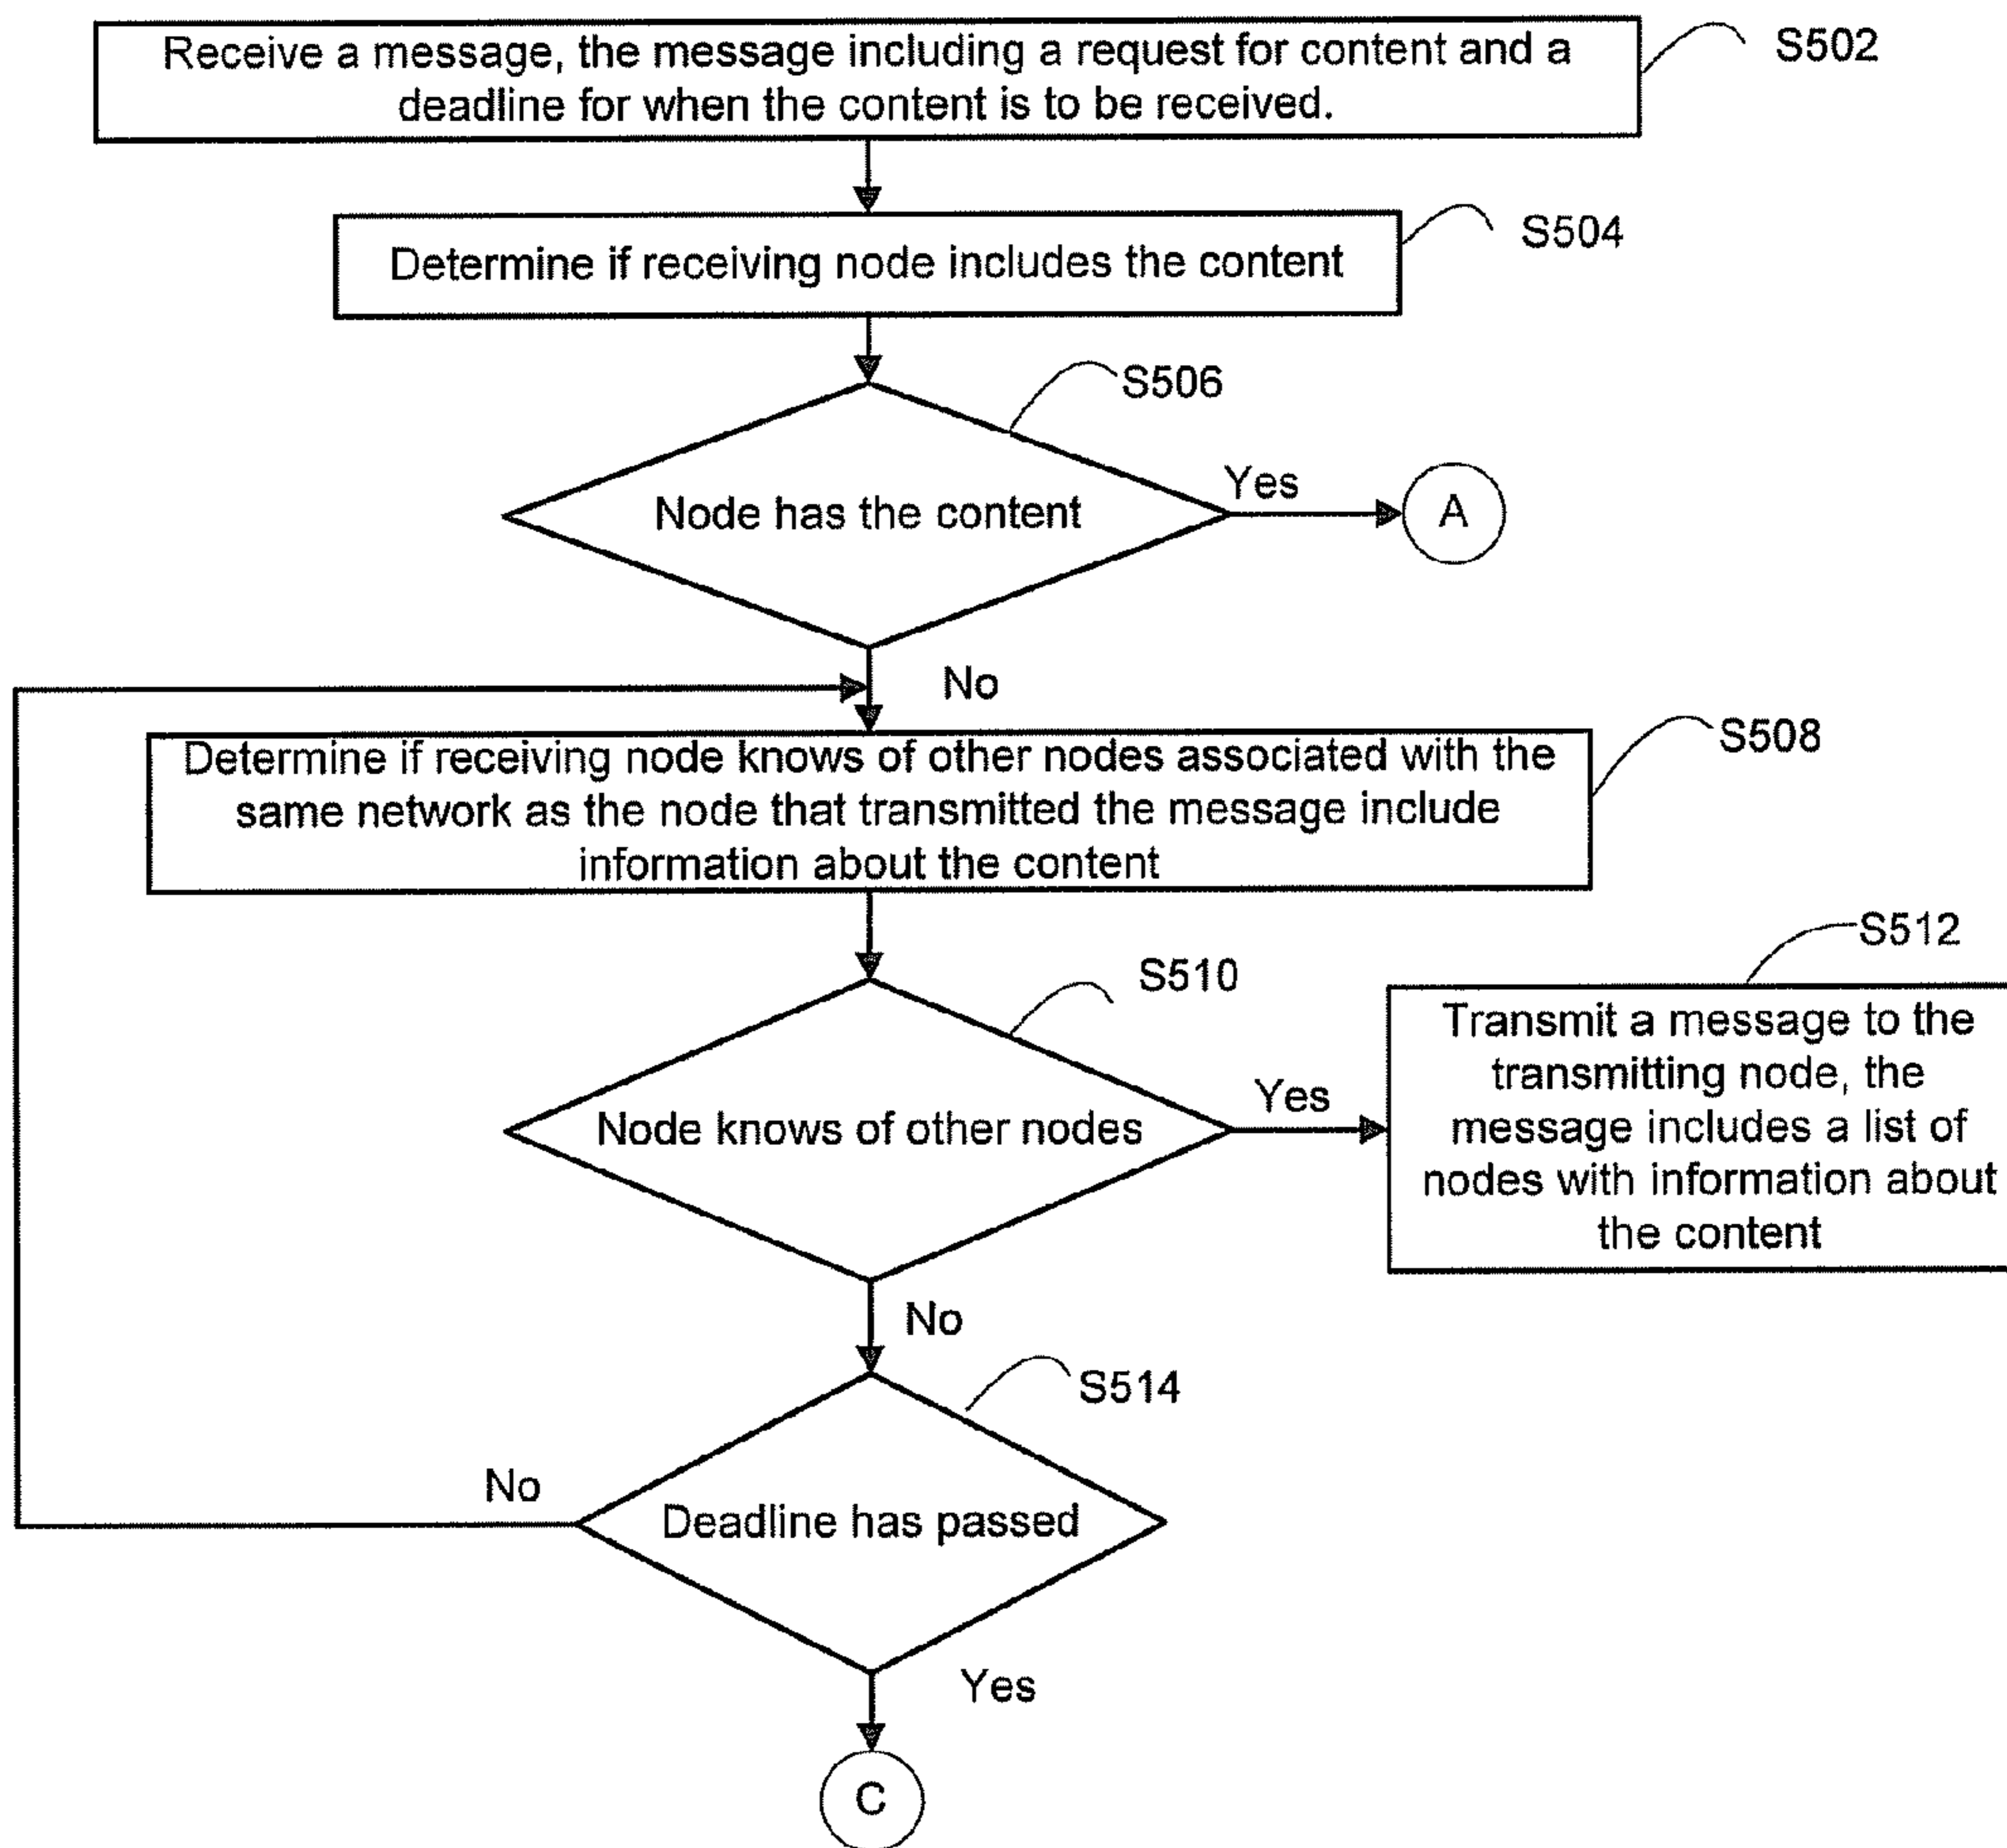 Receive a message, the message including a request for content and a
deadline for when the content is to be received.
S502
Determine if receiving node includes the content
S504
S506
Node has the content
Yes
A
No
Determine if receiving node knows of other nodes associated with the
same network as the node that transmitted the message include
information about the content
S508
S510
Node knows of other nodes
Yes
S512
Transmit a message to the
transmitting node, the
message includes a list of
nodes with information about
the content
No
S514
Deadline has passed
No
Yes
C